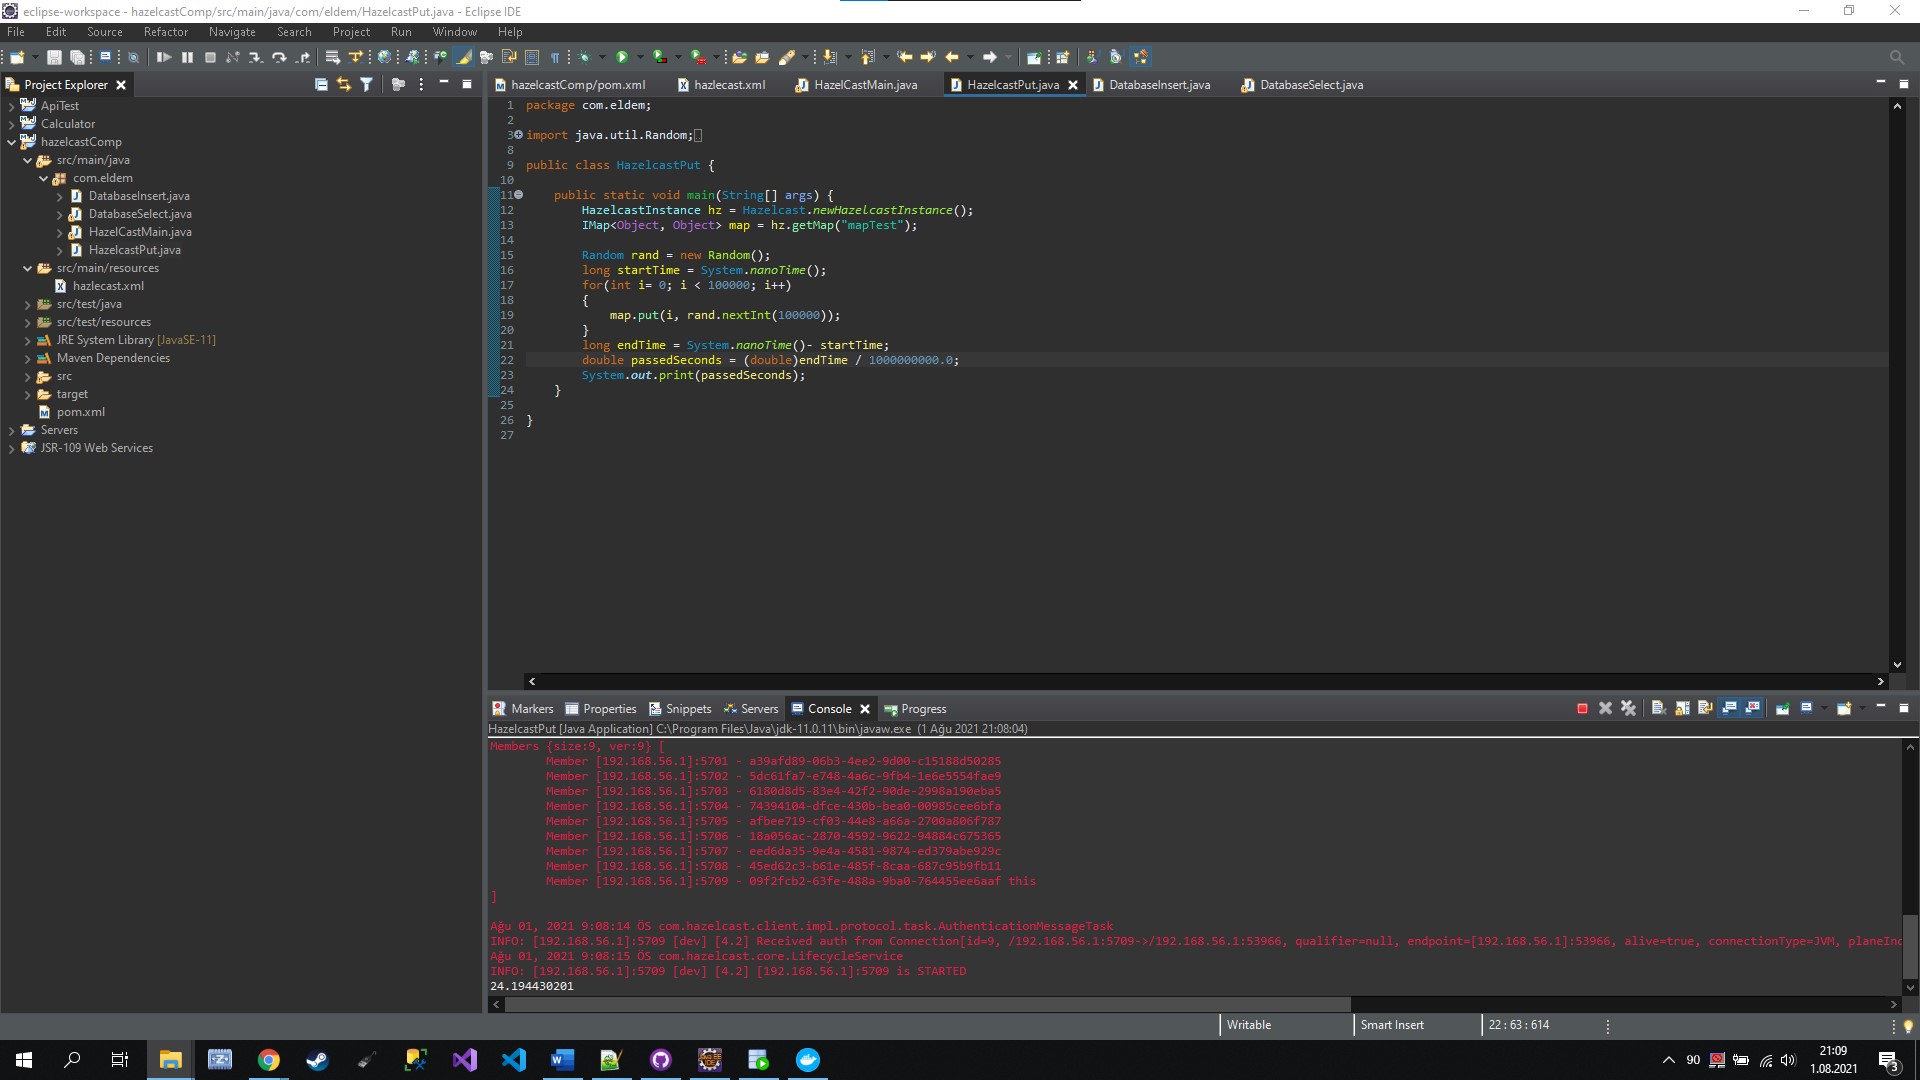 eclipse-workspace - hazelcastComp/src/main/java/com/eldem/HazelcastPut.java - Eclipse IDE
File Edit Source Refactor Navigate Search Project Run Window Help
Project Explorer
ApiTest
Calculator
hazelcastComp
src/main/java
com.eldem
DatabaseInsert.java
DatabaseSelect.java
HazelCastMain.java
HazelcastPut.java
src/main/resources
hazlecast.xml
src/test/java
src/test/resources
JRE System Library [JavaSE-11]
Maven Dependencies
src
target
pom.xml
Servers
JSR-109 Web Services
hazelcastComp/pom.xml hazlecast.xml HazelCastMain.java HazelcastPut.java DatabaseInsert.java DatabaseSelect.java
1 package com.eldem;
2
3 import java.util.Random;
8
9 public class HazelcastPut {
10
11 public static void main(String[] args) {
12 HazelcastInstance hz = Hazelcast.newHazelcastInstance();
13 IMap<Object, Object> map = hz.getMap("mapTest");
14
15 Random rand = new Random();
16 long startTime = System.nanoTime();
17 for(int i= 0; i < 100000; i++)
18 {
19 map.put(i, rand.nextInt(100000));
20 }
21 long endTime = System.nanoTime()- startTime;
22 double passedSeconds = (double)endTime / 1000000000.0;
23 System.out.print(passedSeconds);
24 }
25
26 }
27
Markers Properties Snippets Servers Console Progress
HazelcastPut [Java Application] C:\Program Files\Java\jdk-11.0.11\bin\javaw.exe (1 Ağu 2021 21:08:04)
Members {size:9, ver:9} [
Member [192.168.56.1]:5701 - a39afd89-06b3-4ee2-9d00-c15188d50285
Member [192.168.56.1]:5702 - 5dc61fa7-e748-4a6c-9fb4-1e6e5554fae9
Member [192.168.56.1]:5703 - 6180d8d5-83e4-42f2-90de-2998a190eba5
Member [192.168.56.1]:5704 - 74394104-dfce-430b-bea0-00985cee6bfa
Member [192.168.56.1]:5705 - afbee719-cf03-44e8-a66a-2700a806f787
Member [192.168.56.1]:5706 - 18a056ac-2870-4592-9622-94884c675365
Member [192.168.56.1]:5707 - eed6da35-9e4a-4581-9874-ed379abe929c
Member [192.168.56.1]:5708 - 45ed62c3-b61e-485f-8caa-687c95b9fb11
Member [192.168.56.1]:5709 - 09f2fcb2-63fe-488a-9ba0-764455ee6aaf this
]
Ağu 01, 2021 9:08:14 ÖS com.hazelcast.client.impl.protocol.task.AuthenticationMessageTask
INFO: [192.168.56.1]:5709 [dev] [4.2] Received auth from Connection[id=9, /192.168.56.1:5709->/192.168.56.1:53966, qualifier=null, endpoint=[192.168.56.1]:53966, alive=true, connectionType=JVM, planeInd
Ağu 01, 2021 9:08:15 ÖS com.hazelcast.core.LifecycleService
INFO: [192.168.56.1]:5709 [dev] [4.2] [192.168.56.1]:5709 is STARTED
24.194430201
Writable Smart Insert 22 : 63 : 614
90
21:09
1.08.2021
3